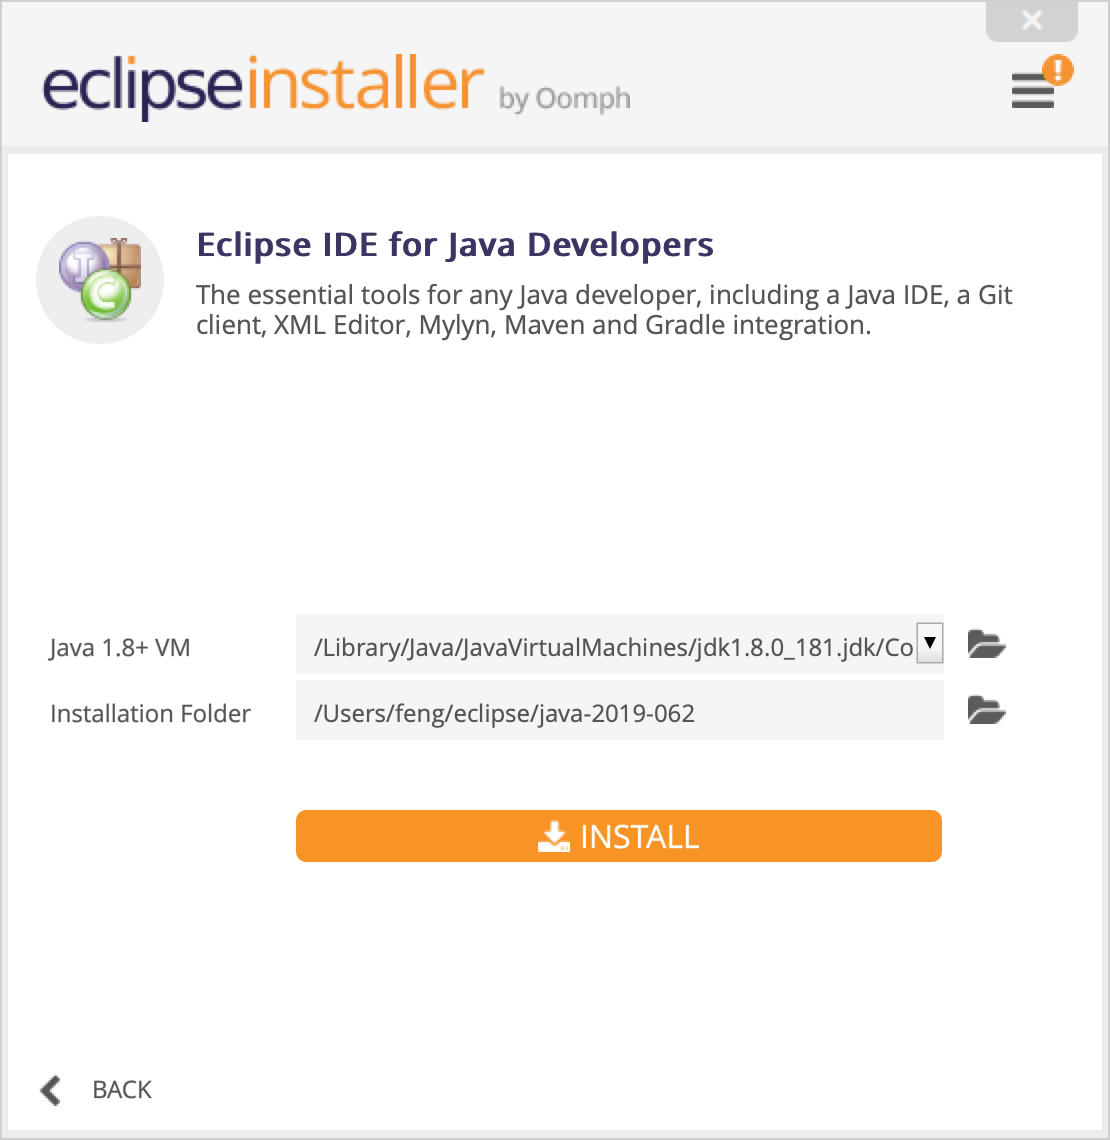 eclipseinstaller by Oomph
Eclipse IDE for Java Developers
The essential tools for any Java developer, including a Java IDE, a Git
client, XML Editor, Mylyn, Maven and Gradle integration.
Java 1.8+ VM
/Library/Java/JavaVirtualMachines/jdk1.8.0_181.jdk/Co
Installation Folder
/Users/feng/eclipse/java-2019-062
INSTALL
BACK